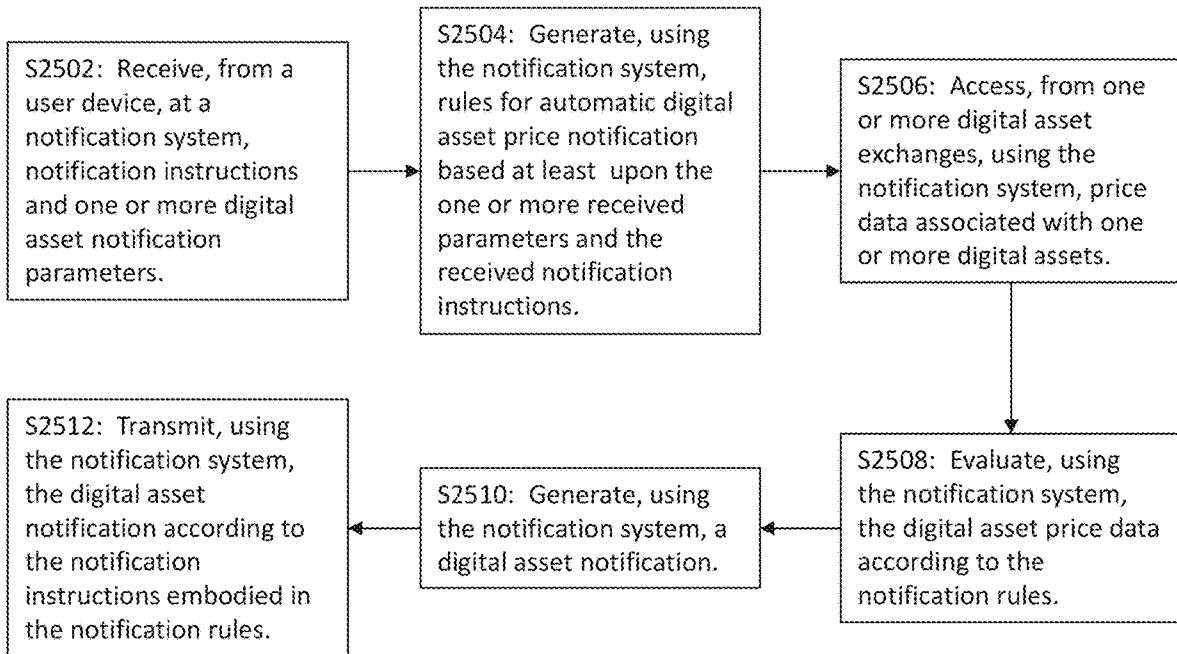 S2502: Receive, from a
user device, at a
notification system,
notification instructions
and one or more digital
asset notification
parameters.
S2504: Generate, using
the notification system,
rules for automatic digital
asset price notification
based at least upon the
one or more received
parameters and the
received notification
instructions.
S2506: Access, from one
or more digital asset
exchanges, using the
notification system, price
data associated with one
or more digital assets.
S2508: Evaluate, using
the notification system,
the digital asset price data
according to the
notification rules.
S2510: Generate, using
the notification system, a
digital asset notification.
S2512: Transmit, using
the notification system,
the digital asset
notification according to
the notification
instructions embodied in
the notification rules.